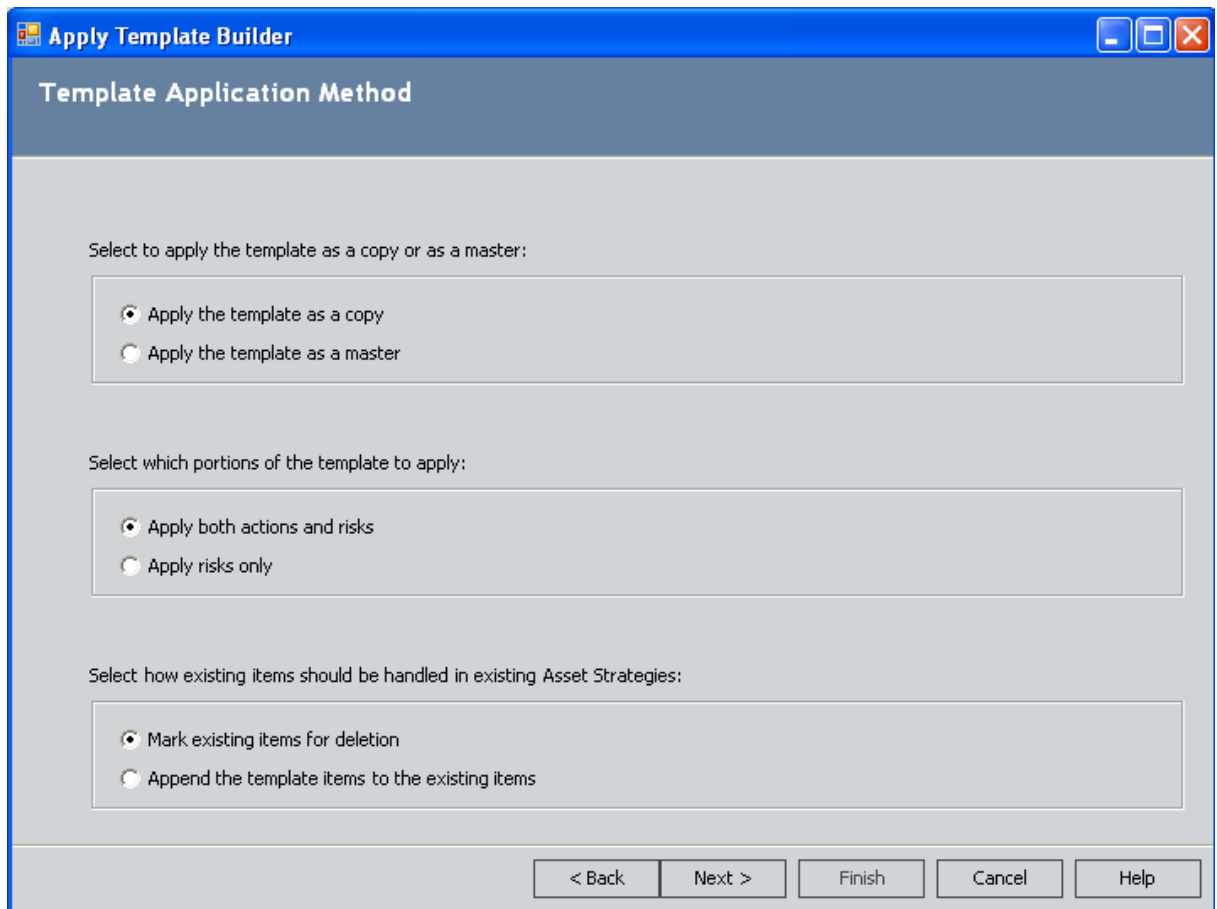 Apply Template Builder
Template Application Method
Select to apply the template as a copy or as a master:
Apply the template as a copy
Apply the template as a master
Select which portions of the template to apply:
Apply both actions and risks
Apply risks only
Select how existing items should be handled in existing Asset Strategies:
Mark existing items for deletion
Append the template items to the existing items
< Back Next > Finish Cancel Help